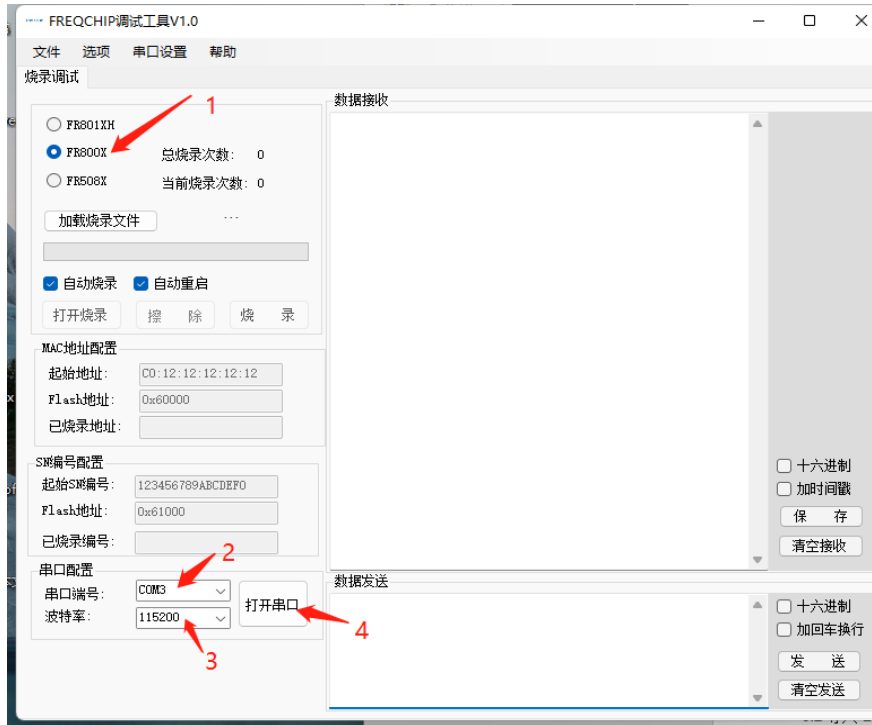 FREQCHIP调试工具V1.0
文件 选项 串口设置 帮助
烧录调试
1
FR801XH
FR800X 总烧录次数: 0
FR508X 当前烧录次数: 0
加载烧录文件 ...
自动烧录 自动重启
打开烧录 擦 除 烧 录
MAC地址配置
起始地址: C0:12:12:12:12:12
Flash地址: 0x60000
已烧录地址:
SN编号配置
起始SN编号: 123456789ABCDEF0
Flash地址: 0x61000
已烧录编号:
2
串口配置
串口端号: COM3
波特率: 115200
打开串口
3
4
数据接收
十六进制
加时间戳
保 存
清空接收
数据发送
十六进制
加回车换行
发 送
清空发送